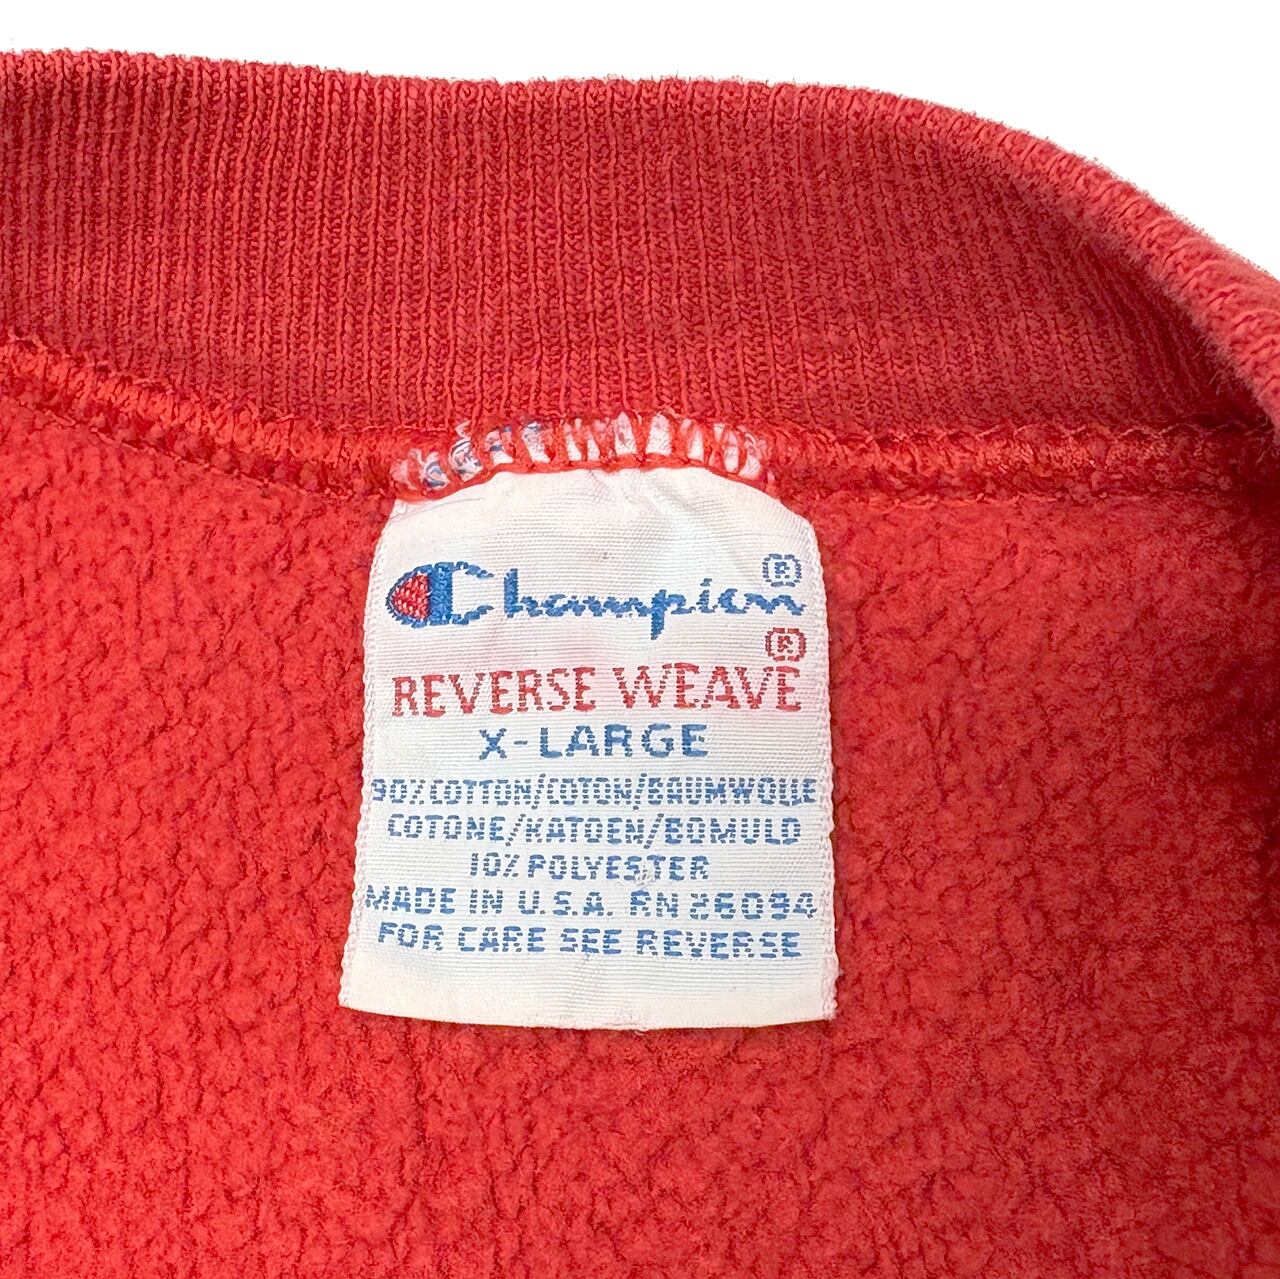 Champion®
REVERSE WEAVE®
X-LARGE
90% COTTON/COTON/BAUMWOLLE
COTONE/KATOEN/BOMULD
10% POLYESTER
MADE IN U.S.A. RN 26094
FOR CARE SEE REVERSE